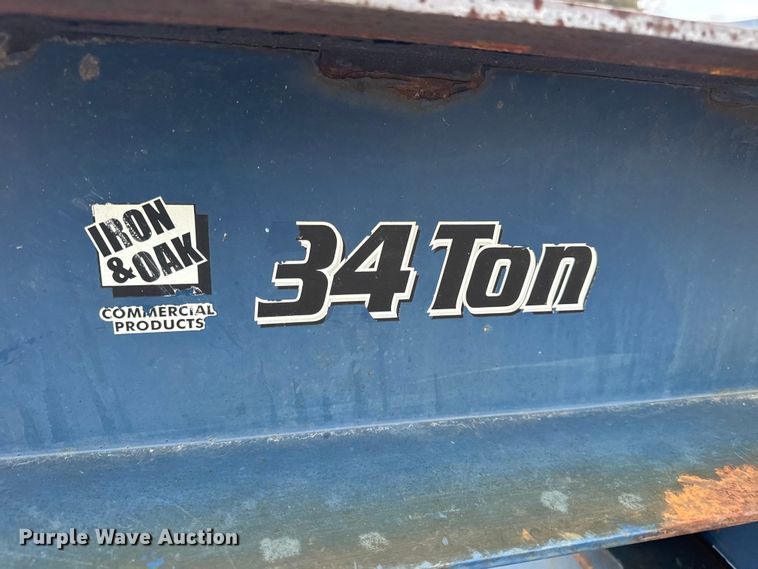 IRON
& OAK
COMMERCIAL
PRODUCTS
34 Ton
Purple Wave Auction